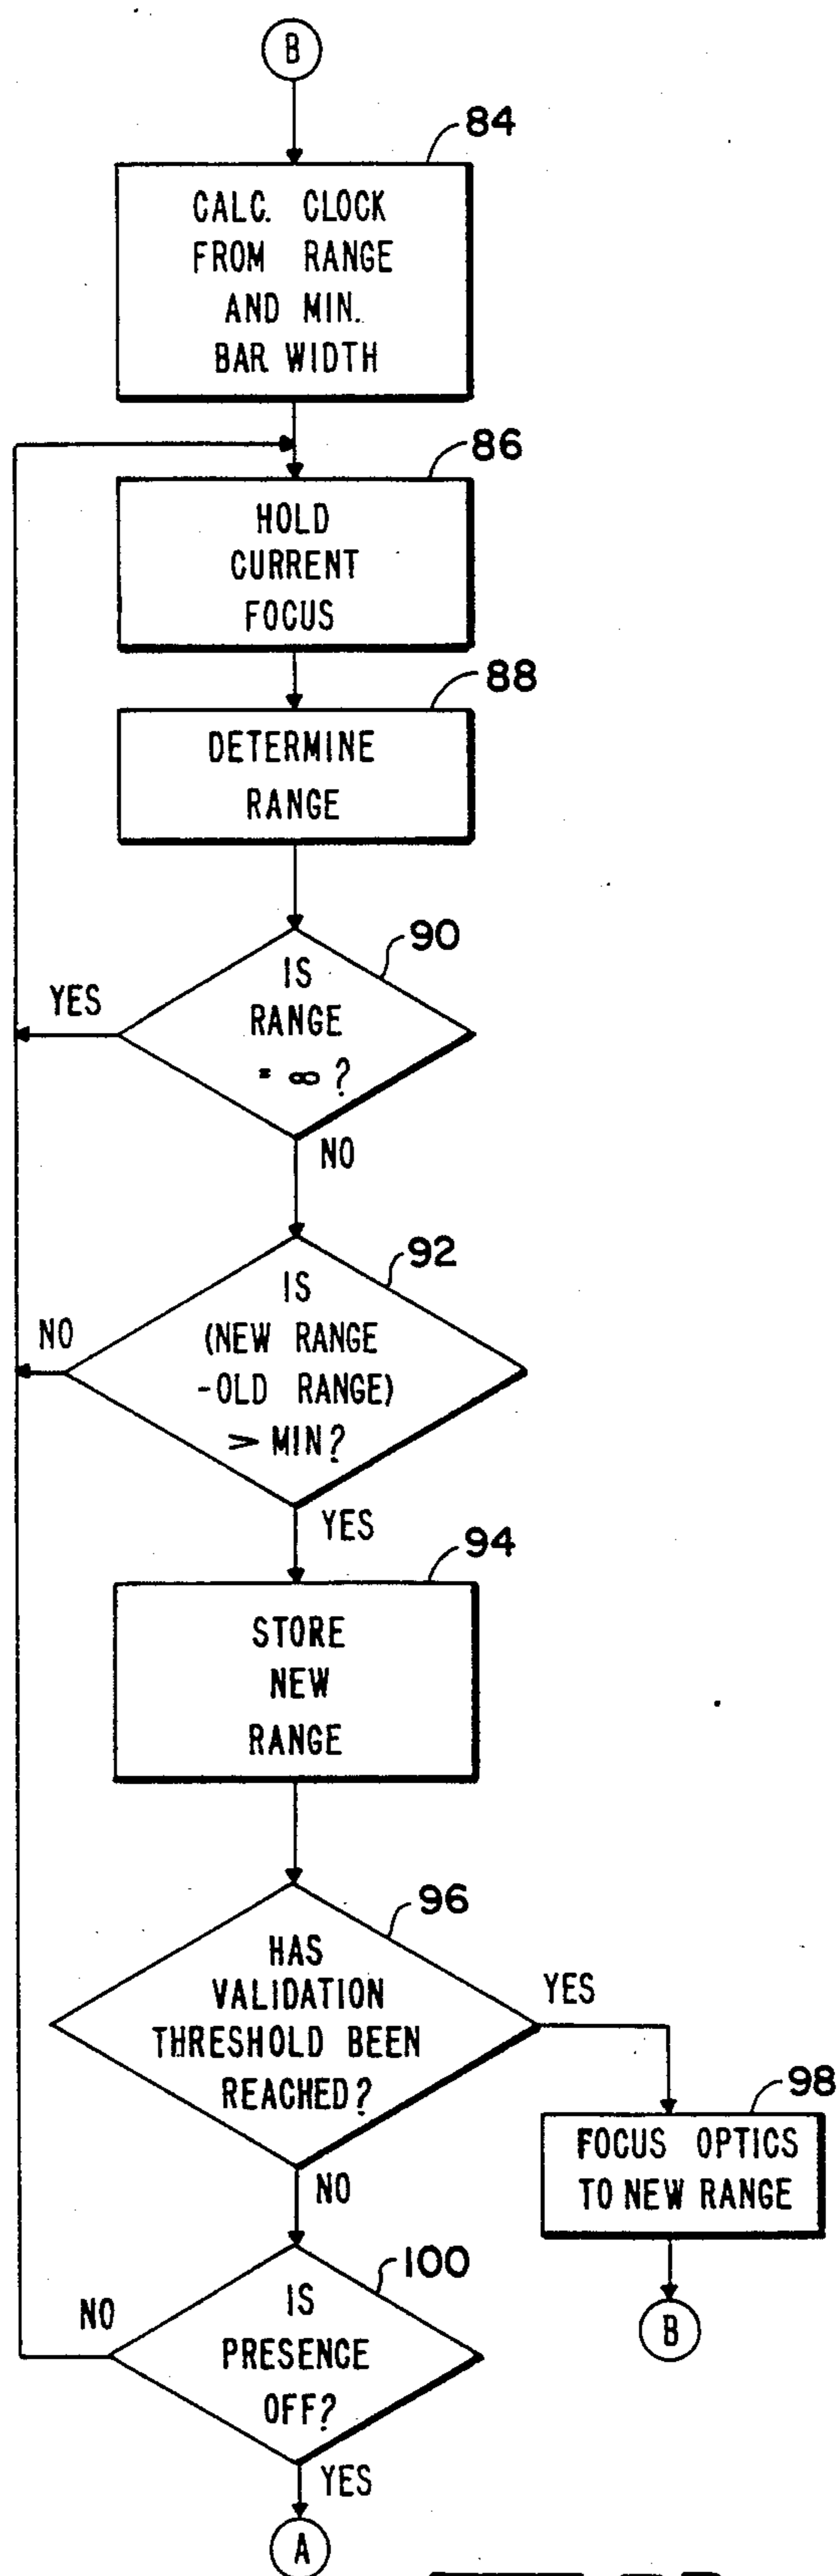 B
84
CALC. CLOCK
FROM RANGE
AND MIN.
BAR WIDTH
86
HOLD
CURRENT
FOCUS
88
DETERMINE
RANGE
90
IS
RANGE
= ∞ ?
YES
NO
92
IS
(NEW RANGE
-OLD RANGE)
> MIN?
NO
YES
94
STORE
NEW
RANGE
96
HAS
VALIDATION
THRESHOLD BEEN
REACHED?
YES
98
FOCUS OPTICS
TO NEW RANGE
B
NO
100
IS
PRESENCE
OFF?
NO
YES
A